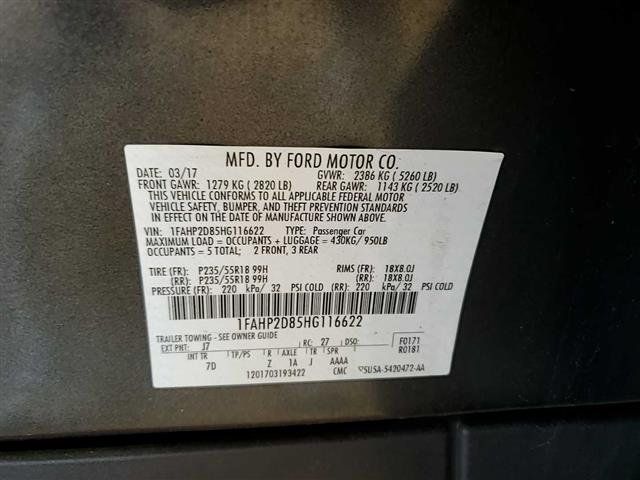 MFD. BY FORD MOTOR CO.
DATE: 03/17 GVWR: 2386 KG ( 5260 LB)
FRONT GAWR: 1279 KG ( 2820 LB) REAR GAWR: 1143 KG ( 2520 LB)
THIS VEHICLE CONFORMS TO ALL APPLICABLE FEDERAL MOTOR
VEHICLE SAFETY, BUMPER, AND THEFT PREVENTION STANDARDS
IN EFFECT ON THE DATE OF MANUFACTURE SHOWN ABOVE.
VIN: 1FAHP2D85HG116622 TYPE: Passenger Car
MAXIMUM LOAD = OCCUPANTS + LUGGAGE = 430KG/ 950LB
OCCUPANTS = 5 TOTAL: 2 FRONT, 3 REAR
TIRE (FR): P235/55R18 99H RIMS (FR): 18X8.0J
(RR): P235/55R18 99H (RR): 18X8.0J
PRESSURE (FR): 220 kPa/ 32 PSI COLD (RR): 220 kPa/ 32 PSI COLD
1FAHP2D85HG116622
TRAILER TOWING - SEE OWNER GUIDE
EXT PNT: J7 RC: 27 DSO: F0171
INT TR TP/PS R AXLE TR SPR R0181
7D Z 1A J AAAA
1201703193422 CMC 5USA-5420472-AA